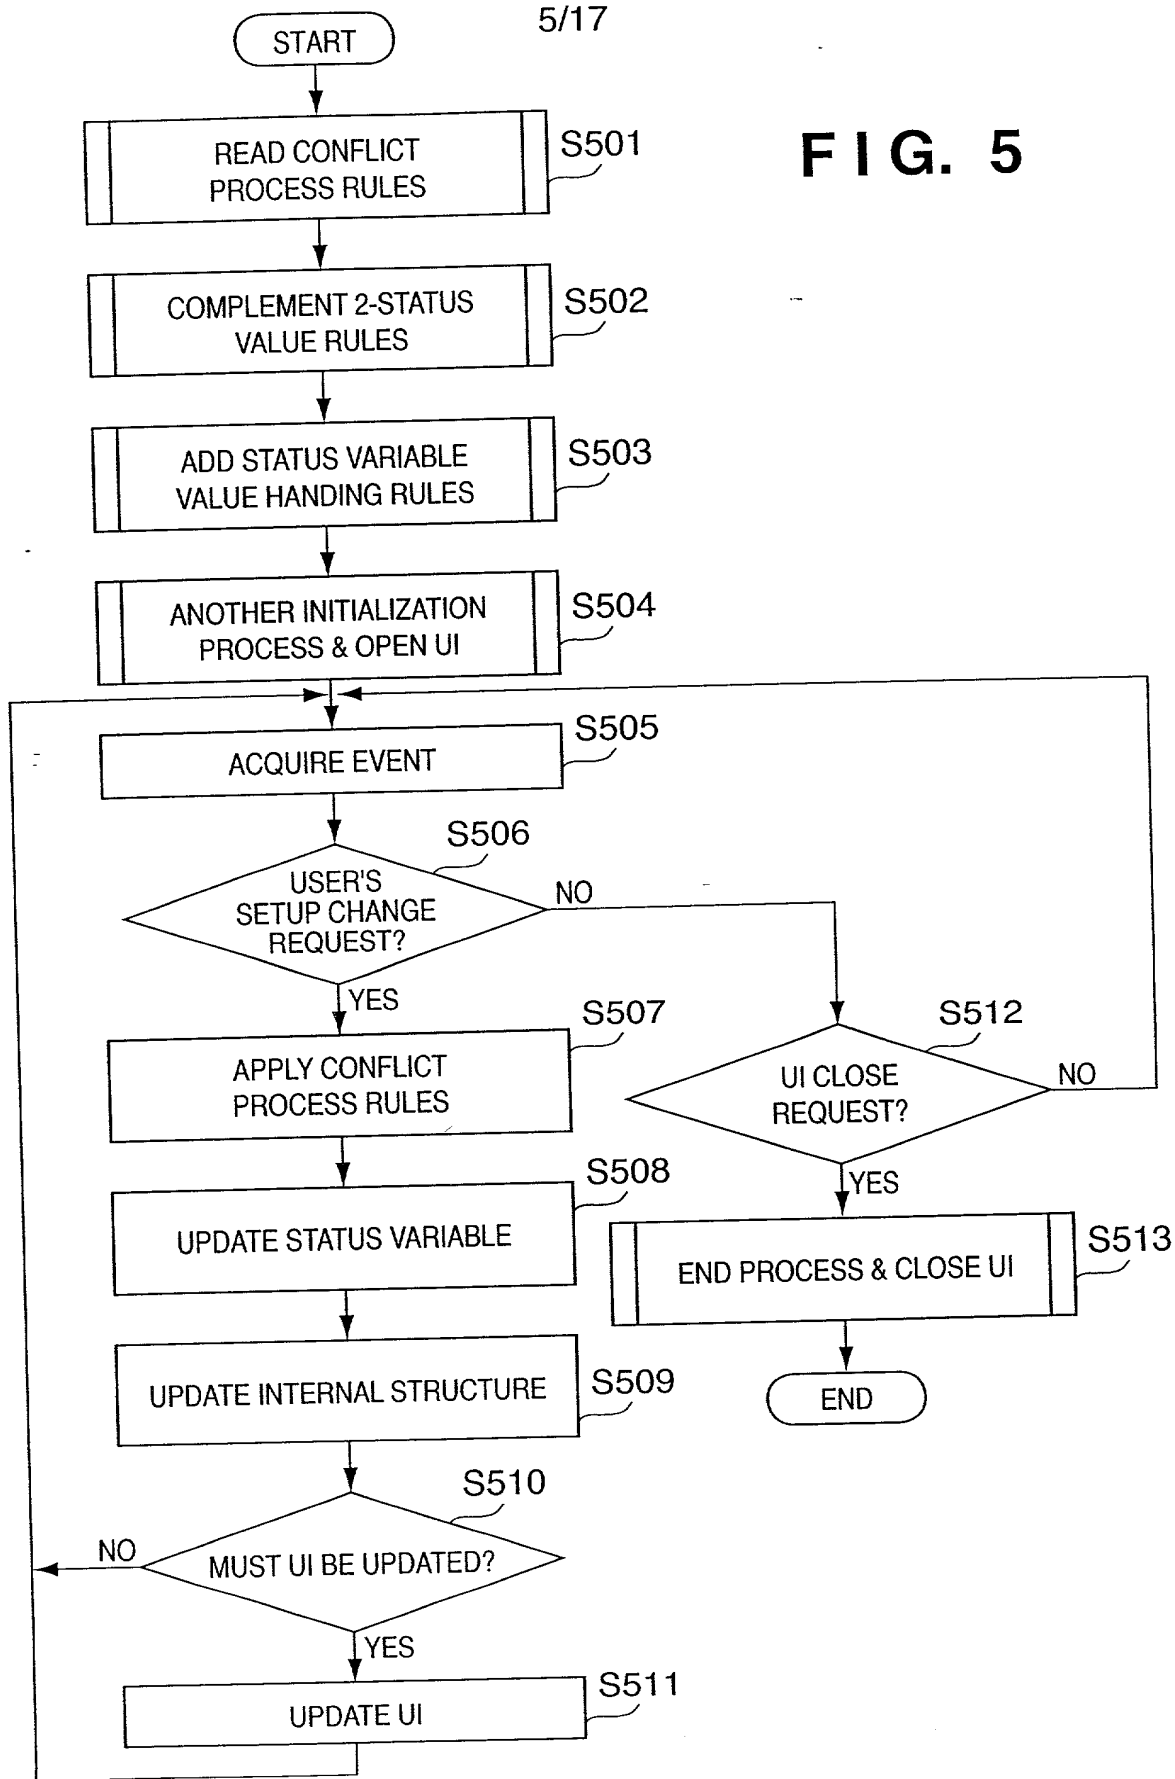 5/17
START
FIG. 5
READ CONFLICT
PROCESS RULES
S501
COMPLEMENT 2-STATUS
VALUE RULES
S502
ADD STATUS VARIABLE
VALUE HANDING RULES
S503
ANOTHER INITIALIZATION
PROCESS & OPEN UI
S504
ACQUIRE EVENT
S505
S506
USER'S
SETUP CHANGE
REQUEST?
NO
YES
APPLY CONFLICT
PROCESS RULES
S507
S512
UI CLOSE
REQUEST?
NO
YES
UPDATE STATUS VARIABLE
S508
END PROCESS & CLOSE UI
S513
UPDATE INTERNAL STRUCTURE
S509
END
S510
MUST UI BE UPDATED?
NO
YES
UPDATE UI
S511